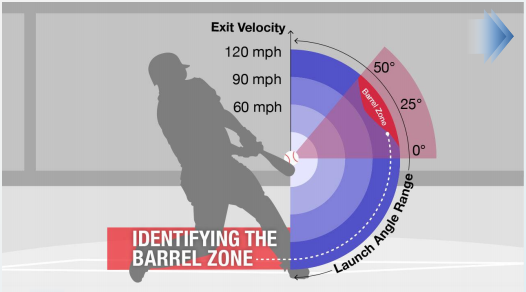 Exit Velocity
120 mph
90 mph
60 mph
50°
25°
0°
Barrel Zone
Launch Angle Range
IDENTIFYING THE
BARREL ZONE